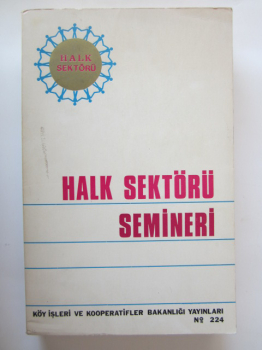 HALK
SEKTÖRÜ
HALK SEKTÖRÜ
SEMİNERİ
KÖY İŞLERİ VE KOOPERATİFLER BAKANLIĞI YAYINLARI
Nº 224